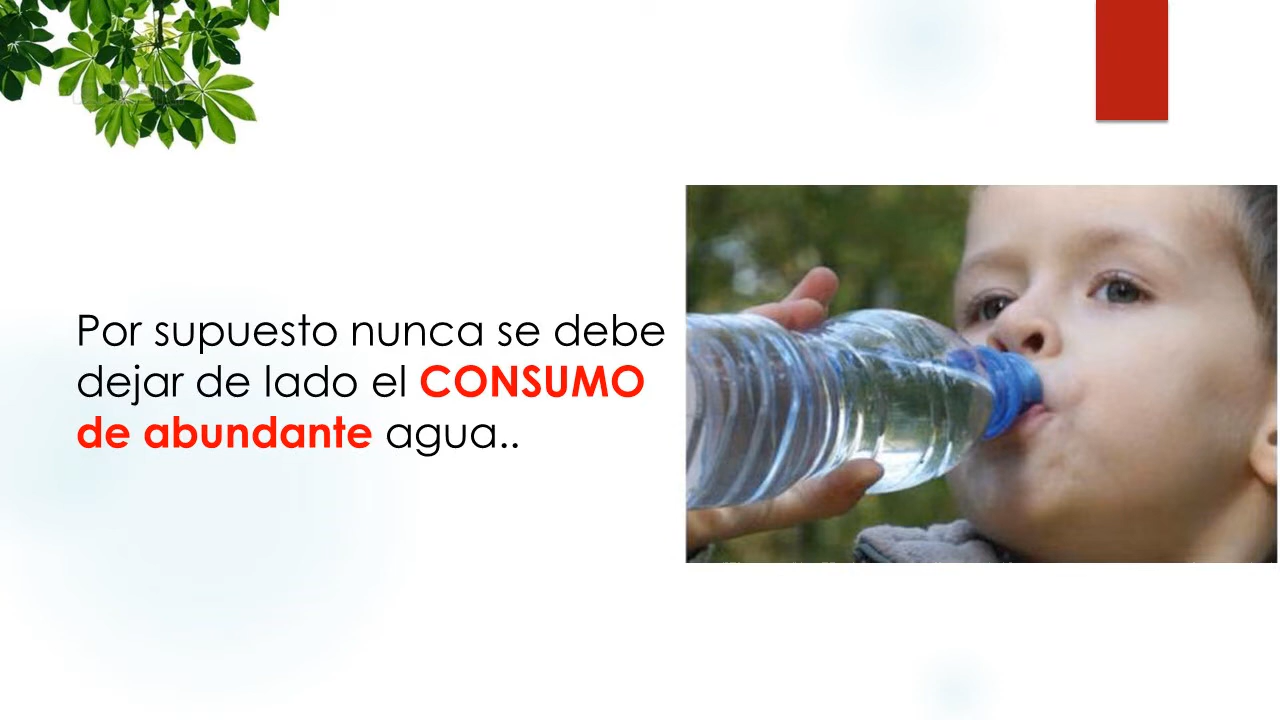 Por supuesto nunca se debe
dejar de lado el CONSUMO
de abundante agua..